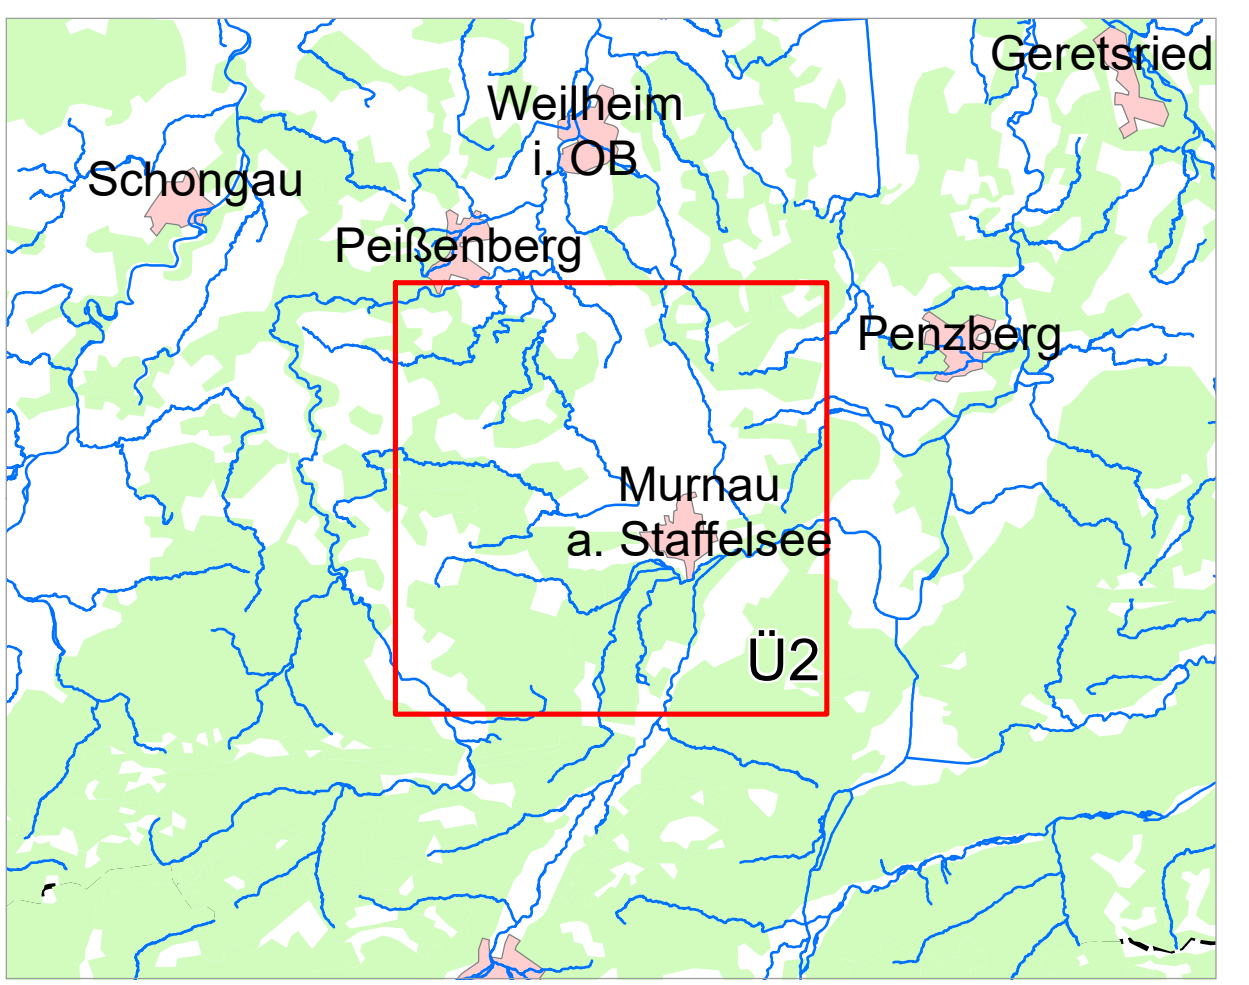 Geretsried
Weilheim
i. OB
Schongau
Peißenberg
Penzberg
Murnau
a. Staffelsee
Ü2